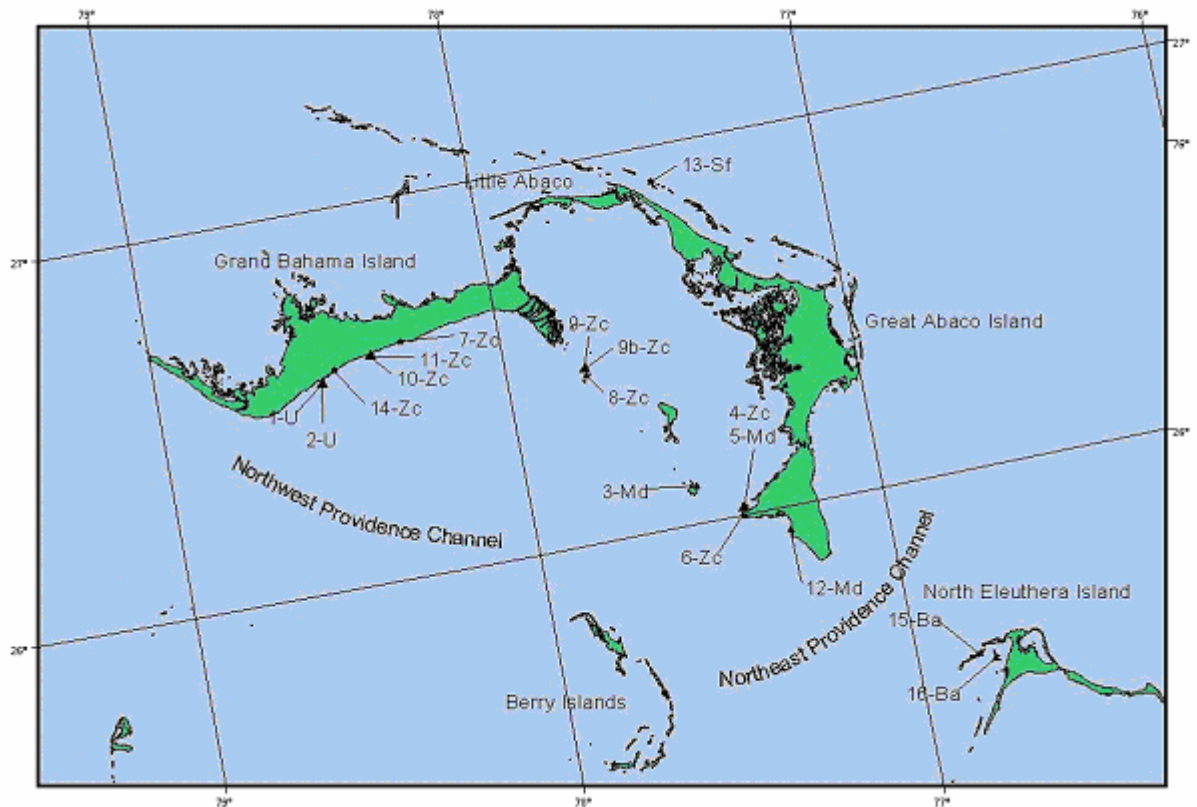 79°
78°
77°
76°
27°
76°
13-Sf
Little Abaco
Grand Bahama Island
27°
Great Abaco Island
9-Zc
7-Zc
9b-Zc
11-Zc
10-Zc
8-Zc
14-Zc
4-Zc
1-U
5-Md
2-U
26°
Northwest Providence Channel
3-Md
6-Zc
12-Md
North Eleuthera Island
15-Ba
26°
Northeast Providence Channel
16-Ba
Berry Islands
79°
78°
77°